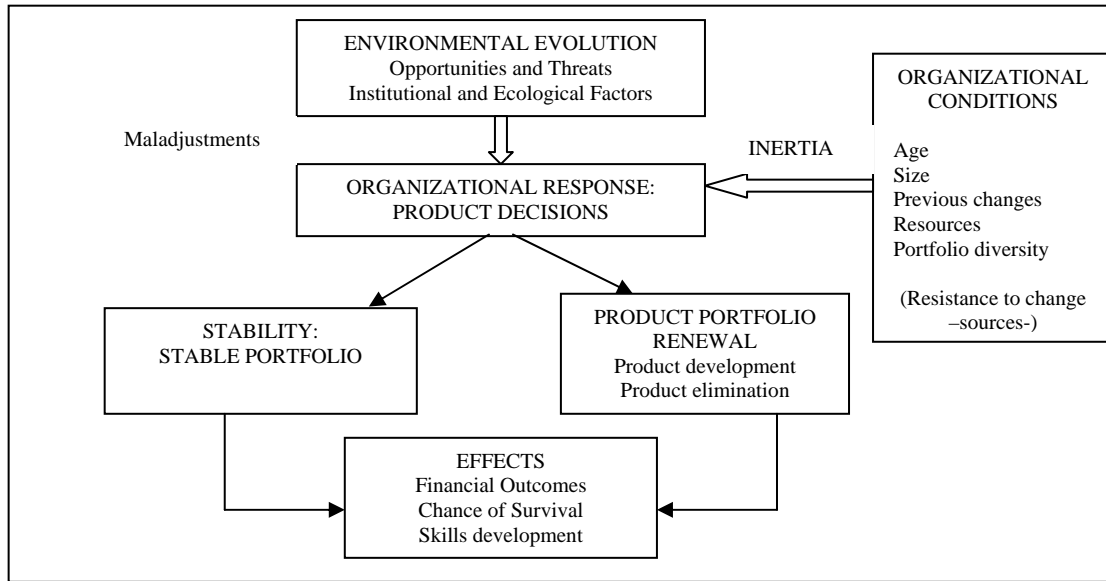 ENVIRONMENTAL EVOLUTION
Opportunities and Threats
Institutional and Ecological Factors
Maladjustments
INERTIA
ORGANIZATIONAL
CONDITIONS
Age
Size
Previous changes
Resources
Portfolio diversity
(Resistance to change
–sources-)
ORGANIZATIONAL RESPONSE:
PRODUCT DECISIONS
STABILITY:
STABLE PORTFOLIO
PRODUCT PORTFOLIO
RENEWAL
Product development
Product elimination
EFFECTS
Financial Outcomes
Chance of Survival
Skills development